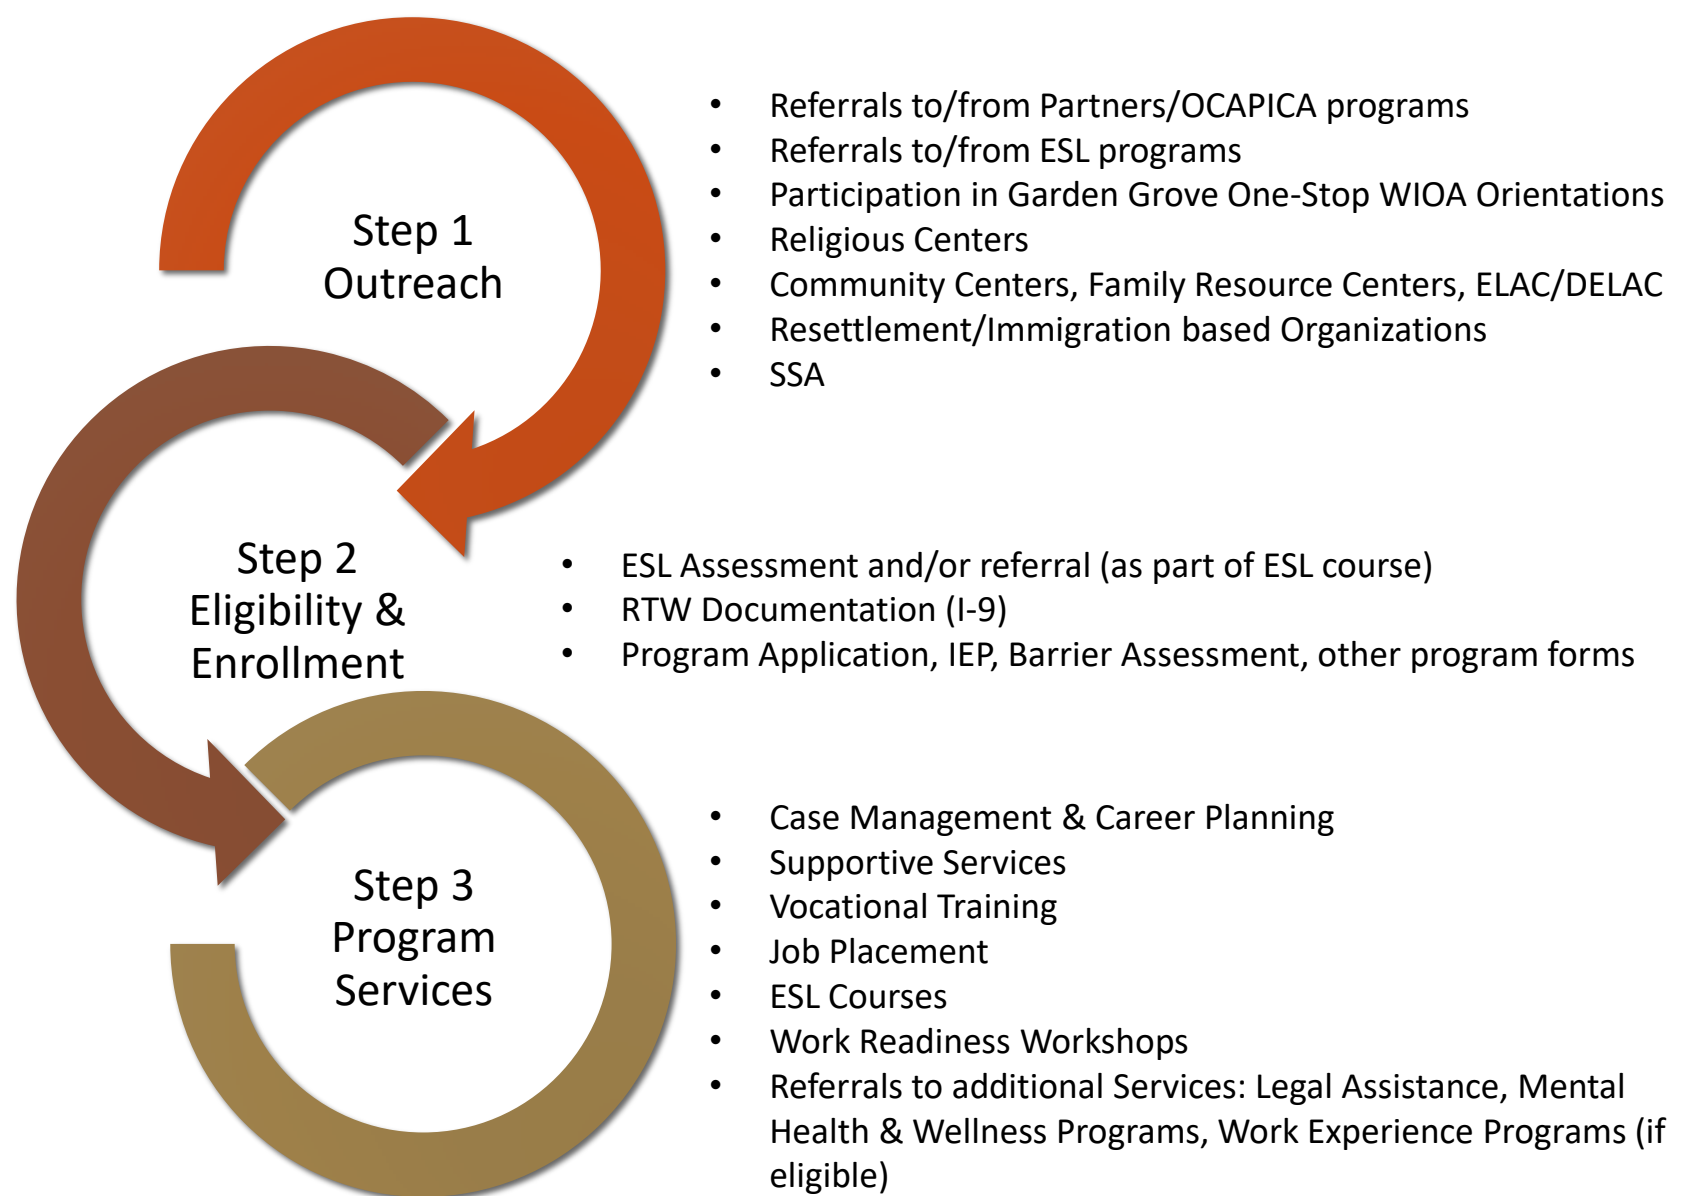 Step 1
Outreach
• Referrals to/from Partners/OCAPICA programs
• Referrals to/from ESL programs
• Participation in Garden Grove One-Stop WIOA Orientations
• Religious Centers
• Community Centers, Family Resource Centers, ELAC/DELAC
• Resettlement/Immigration based Organizations
• SSA
Step 2
Eligibility &
Enrollment
• ESL Assessment and/or referral (as part of ESL course)
• RTW Documentation (I-9)
• Program Application, IEP, Barrier Assessment, other program forms
Step 3
Program
Services
• Case Management & Career Planning
• Supportive Services
• Vocational Training
• Job Placement
• ESL Courses
• Work Readiness Workshops
• Referrals to additional Services: Legal Assistance, Mental
Health & Wellness Programs, Work Experience Programs (if
eligible)